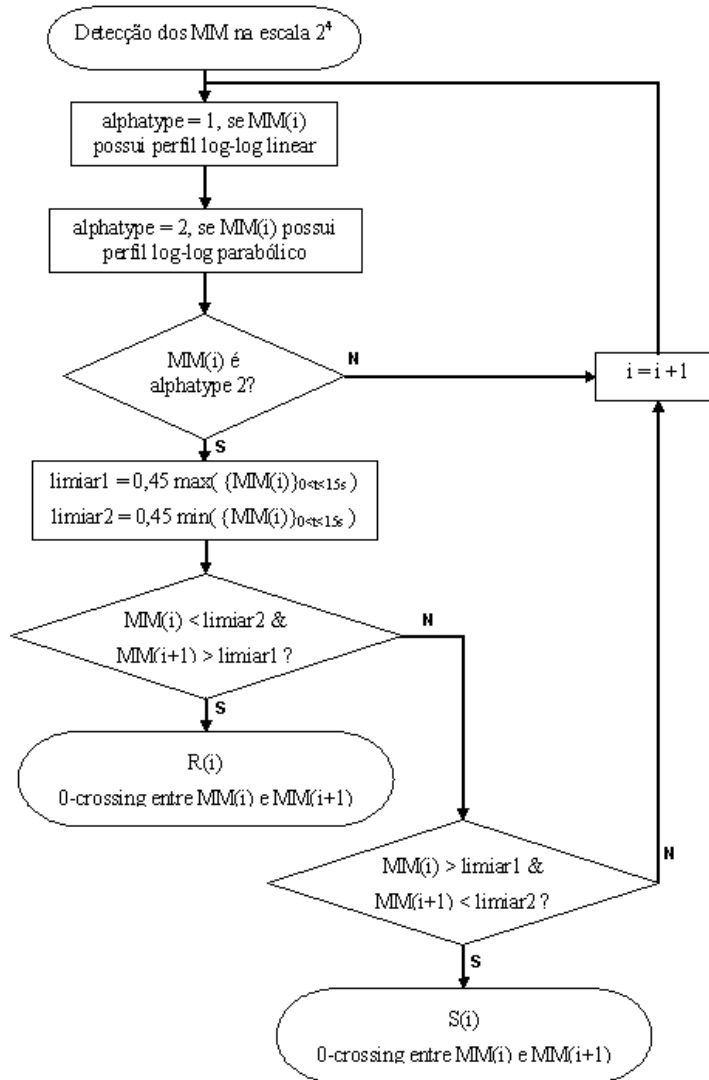 Detecção dos MM na escala 2⁴
alphatype = 1, se MM(i)
possui perfil log-log linear
alphatype = 2, se MM(i) possui
perfil log-log parabólico
MM(i) é
alphatype 2?
N
i = i +1
S
limiar1 = 0,45 max( {MM(i)}0<t<15s )
limiar2 = 0,45 min( {MM(i)}0<t<15s )
MM(i) < limiar2 &
MM(i+1) > limiar1 ?
N
S
R(i)
0-crossing entre MM(i) e MM(i+1)
MM(i) > limiar1 &
MM(i+1) < limiar2 ?
N
S
S(i)
0-crossing entre MM(i) e MM(i+1)